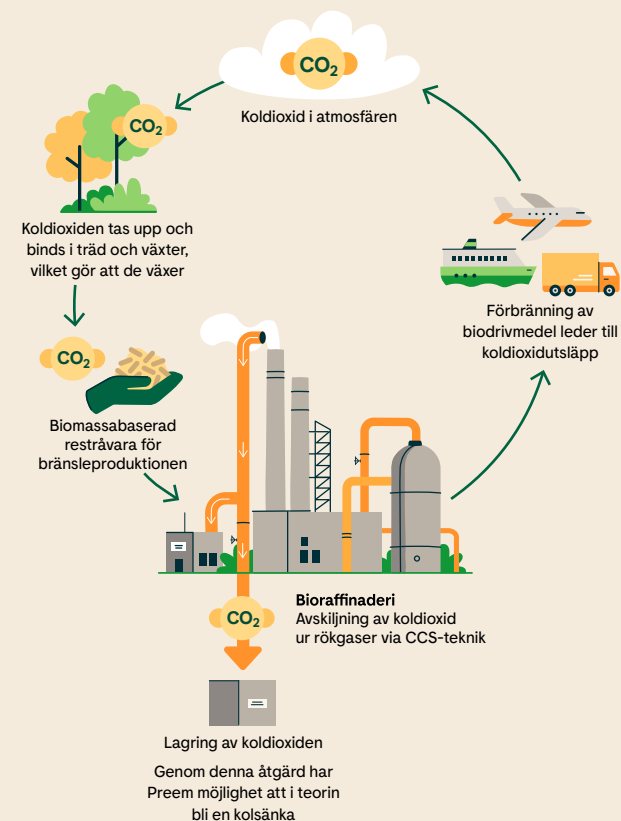 CO₂
Koldioxid i atmosfären
CO₂
Koldioxiden tas upp och
binds i träd och växter,
vilket gör att de växer
CO₂
Biomassabaserad
restråvara för
bränsleproduktionen
Förbränning av
biodrivmedel leder till
koldioxidutsläpp
CO₂
Bioraffinaderi
Avskiljning av koldioxid
ur rökgaser via CCS-teknik
Lagring av koldioxiden
Genom denna åtgärd har
Preem möjlighet att i teorin
bli en kolsänka